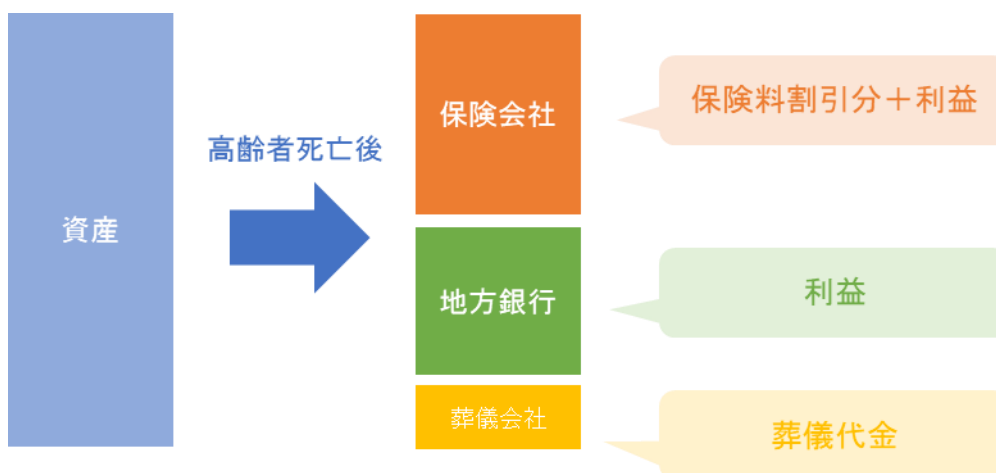 資産
高齢者死亡後
保険会社
保険料割引分＋利益
地方銀行
利益
葬儀会社
葬儀代金